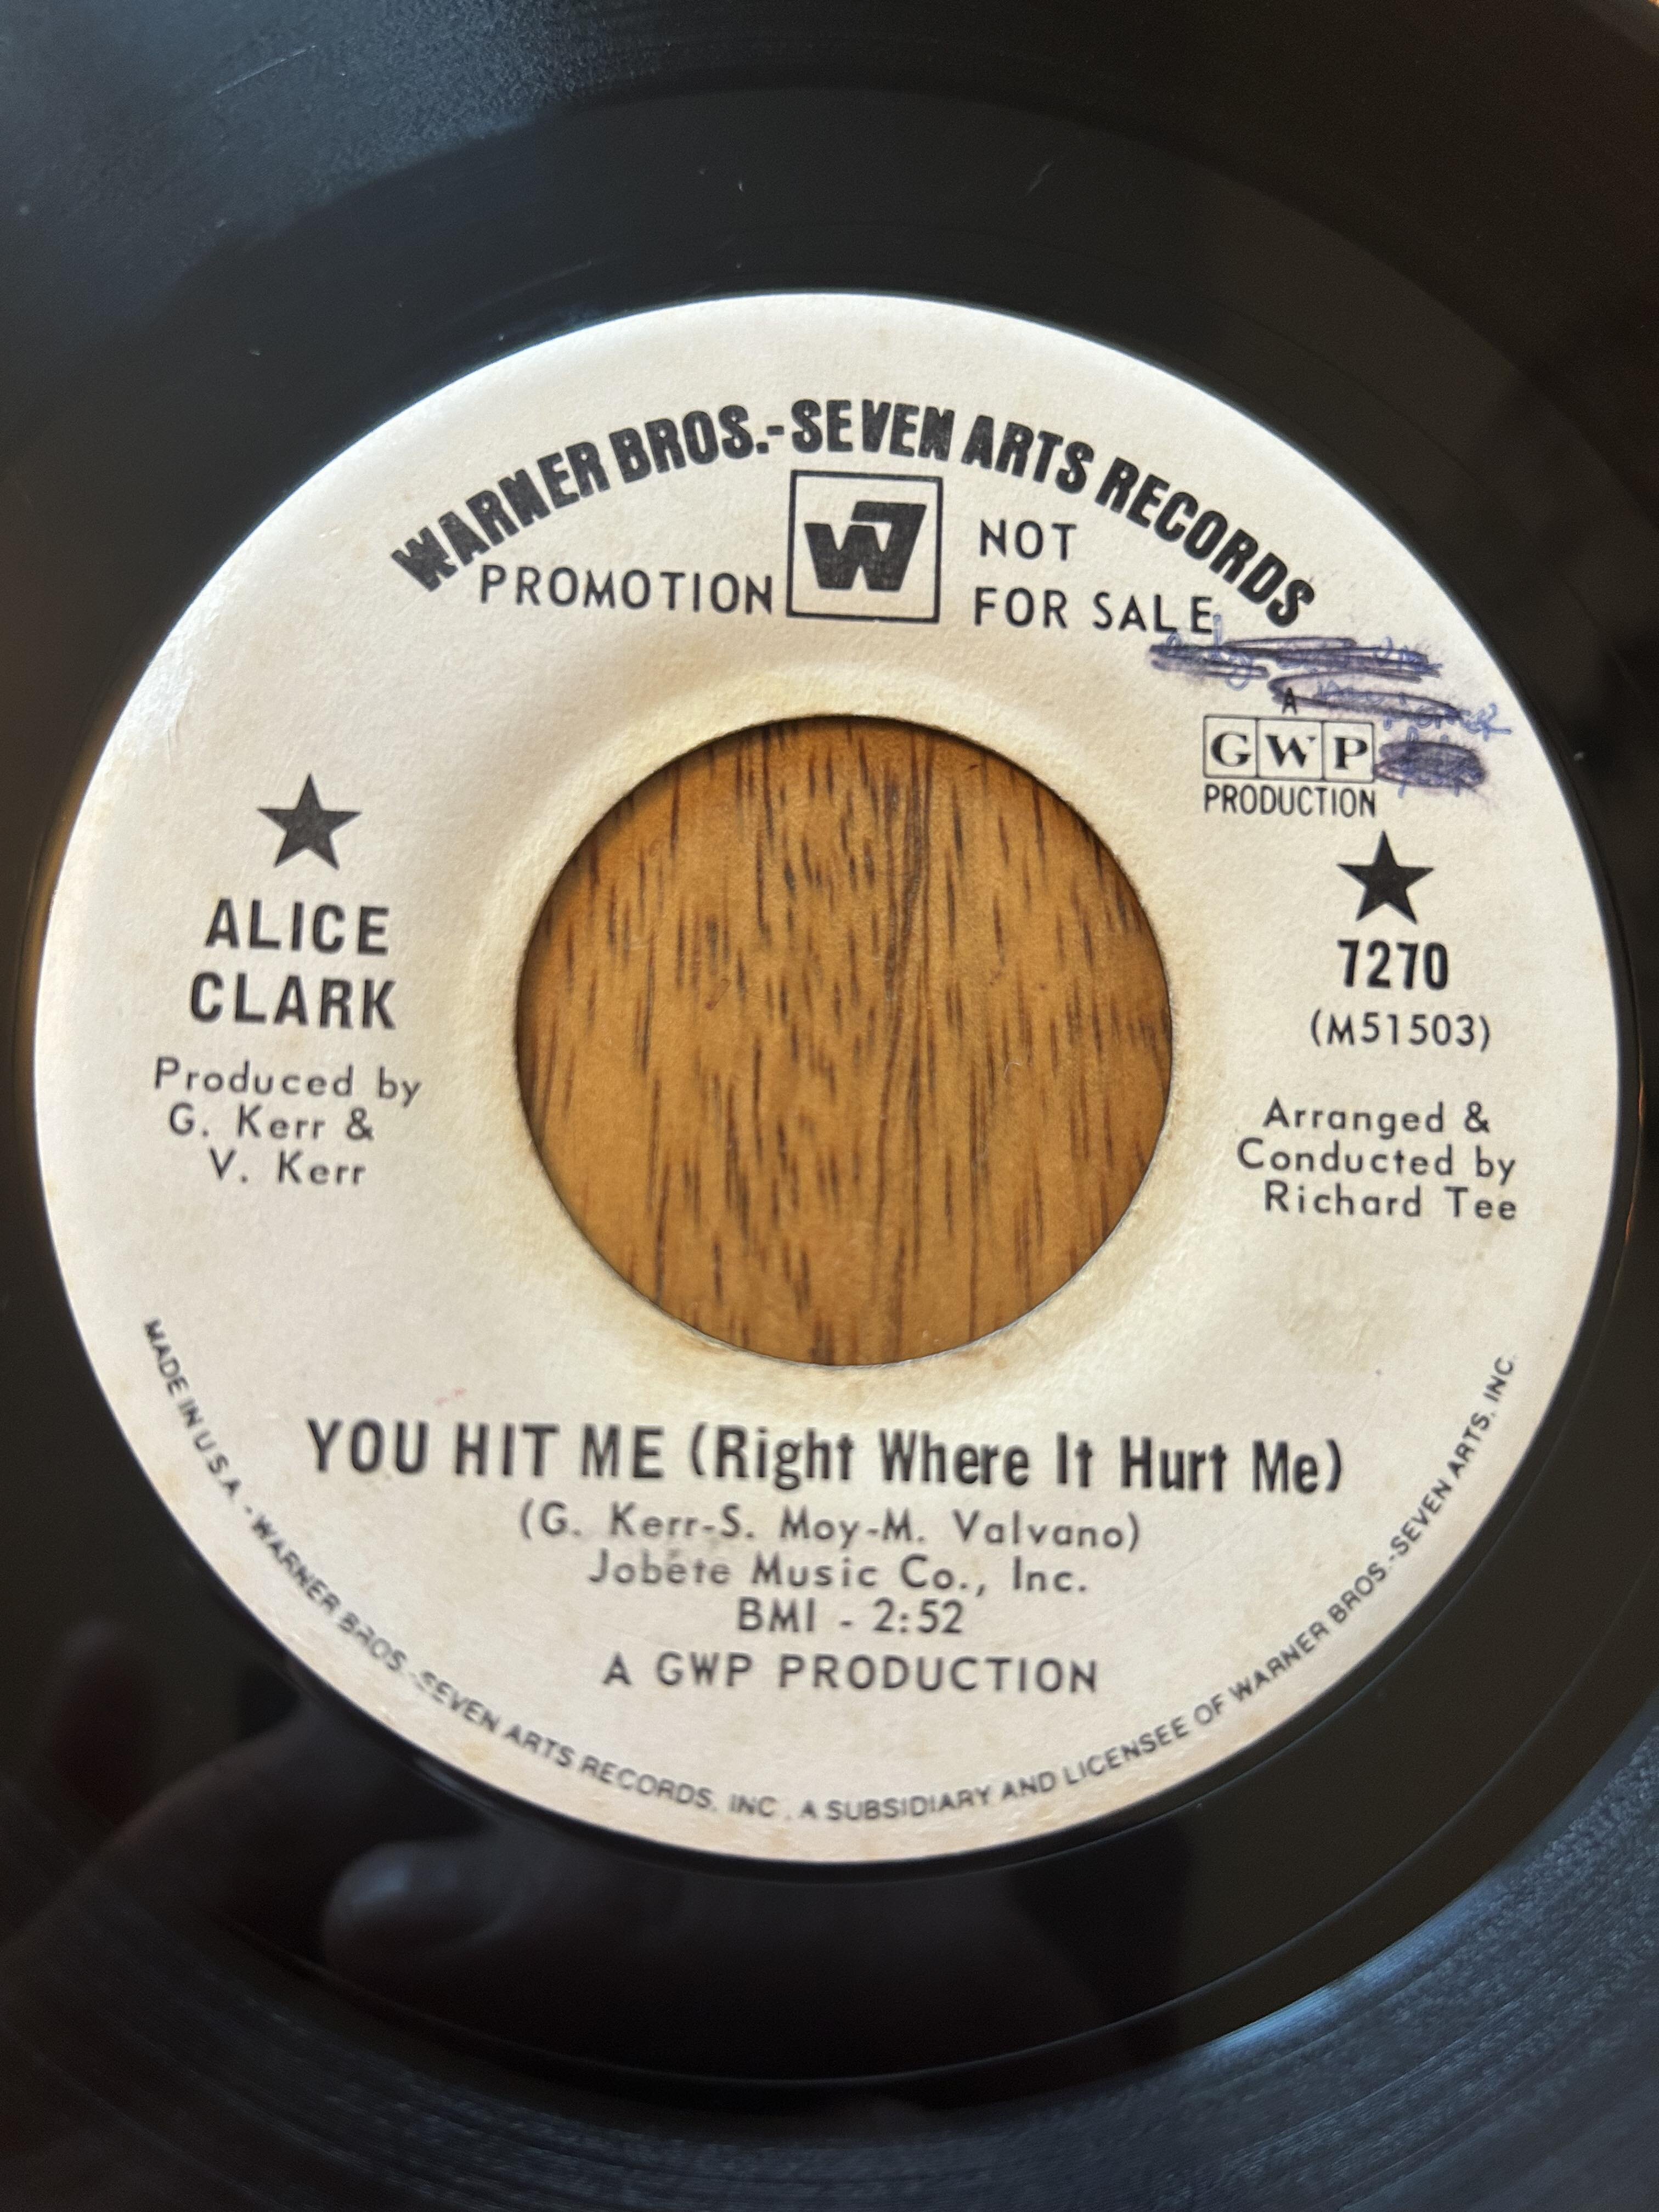 WARNER BROS.-SEVEN ARTS RECORDS
PROMOTION
W7
NOT
FOR SALE
A
GWP
PRODUCTION
ALICE
CLARK
Produced by
G. Kerr &
V. Kerr
7270
(M51503)
Arranged &
Conducted by
Richard Tee
YOU HIT ME (Right Where It Hurt Me)
(G. Kerr-S. Moy-M. Valvano)
Jobete Music Co., Inc.
BMI - 2:52
A GWP PRODUCTION
MADE IN U.S.A. - WARNER BROS.-SEVEN ARTS RECORDS, INC., A SUBSIDIARY AND LICENSEE OF WARNER BROS.-SEVEN ARTS, INC.